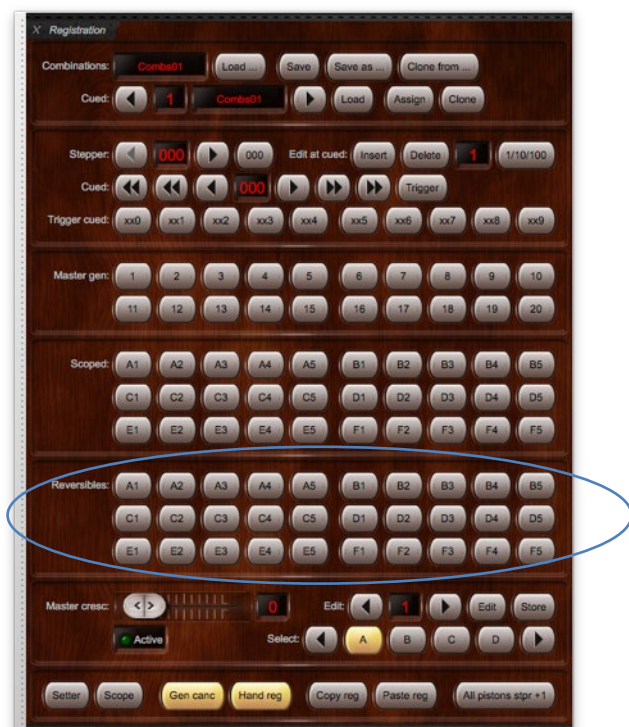 X Registration
Combinations: Combs01 Load ... Save Save as ... Clone from ...
Cued: 1 Combs01 Load Assign Clone
Stepper: 000 000 Edit at cued: Insert Delete 1 1/10/100
Cued: 000 Trigger
Trigger cued: xx0 xx1 xx2 xx3 xx4 xx5 xx6 xx7 xx8 xx9
Master gen: 1 2 3 4 5 6 7 8 9 10
11 12 13 14 15 16 17 18 19 20
Scoped: A1 A2 A3 A4 A5 B1 B2 B3 B4 B5
C1 C2 C3 C4 C5 D1 D2 D3 D4 D5
E1 E2 E3 E4 E5 F1 F2 F3 F4 F5
Reversibles: A1 A2 A3 A4 A5 B1 B2 B3 B4 B5
C1 C2 C3 C4 C5 D1 D2 D3 D4 D5
E1 E2 E3 E4 E5 F1 F2 F3 F4 F5
Master cresc: 0 Edit: 1 Edit Store
Active Select: A B C D
Setter Scope Gen canc Hand reg Copy reg Paste reg All pistons stpr +1